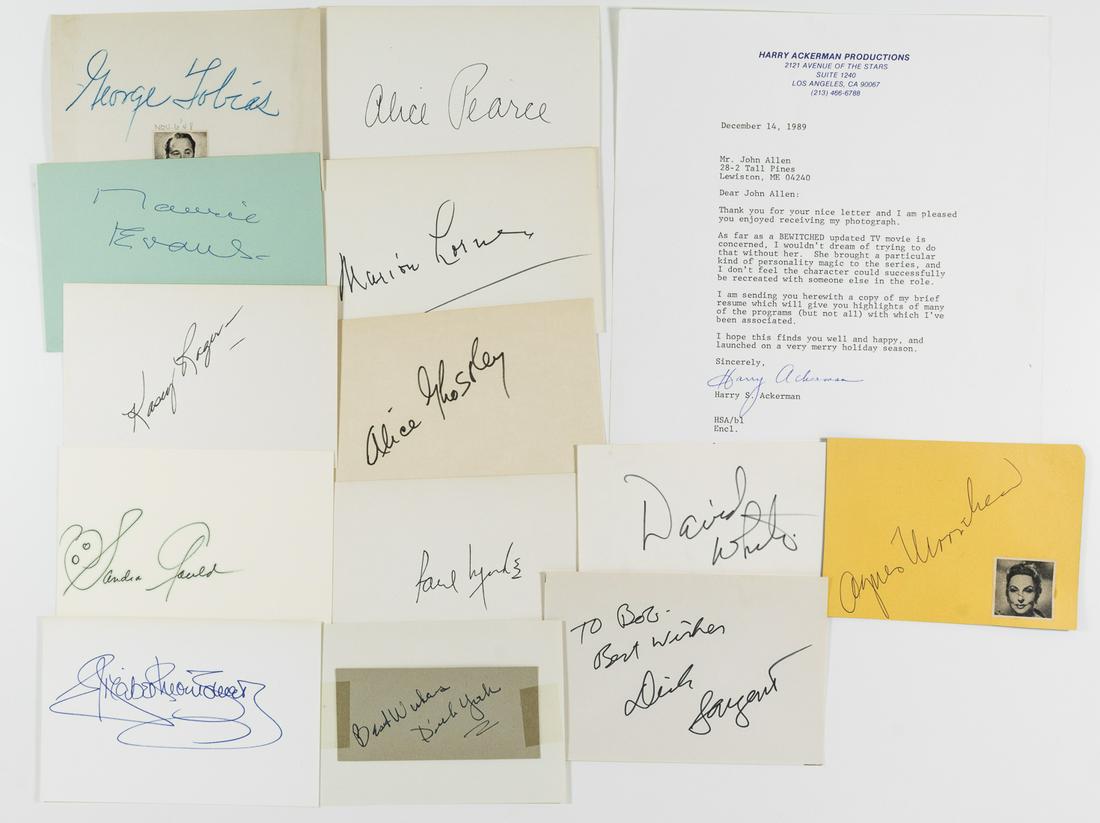 George Tobias
NOV. 6 '48
Alice Pearce
Maurice
Evans
Marion Lorne
Kasey Rogers
Alice Ghostley
Sandra Gould
Paul Lynde
David
White
Agnes Moorehead
Elizabeth Montgomery
Best Wishes
Dick York
To Bob-
Best Wishes
Dick
Sargent
HARRY ACKERMAN PRODUCTIONS
2121 AVENUE OF THE STARS
SUITE 1240
LOS ANGELES, CA 90067
(213) 466-6788
December 14, 1989
Mr. John Allen
28-2 Tall Pines
Lewiston, ME 04240
Dear John Allen:
Thank you for your nice letter and I am pleased
you enjoyed receiving my photograph.
As far as a BEWITCHED updated TV movie is
concerned, I wouldn't dream of trying to do
that without her.  She brought a particular
kind of personality magic to the series, and
I don't feel the character could successfully
be recreated with someone else in the role.
I am sending you herewith a copy of my brief
resume which will give you highlights of many
of the programs (but not all) with which I've
been associated.
I hope this finds you well and happy, and
launched on a very merry holiday season.
Sincerely,
Harry Ackerman
Harry S. Ackerman
HSA/bl
Encl.